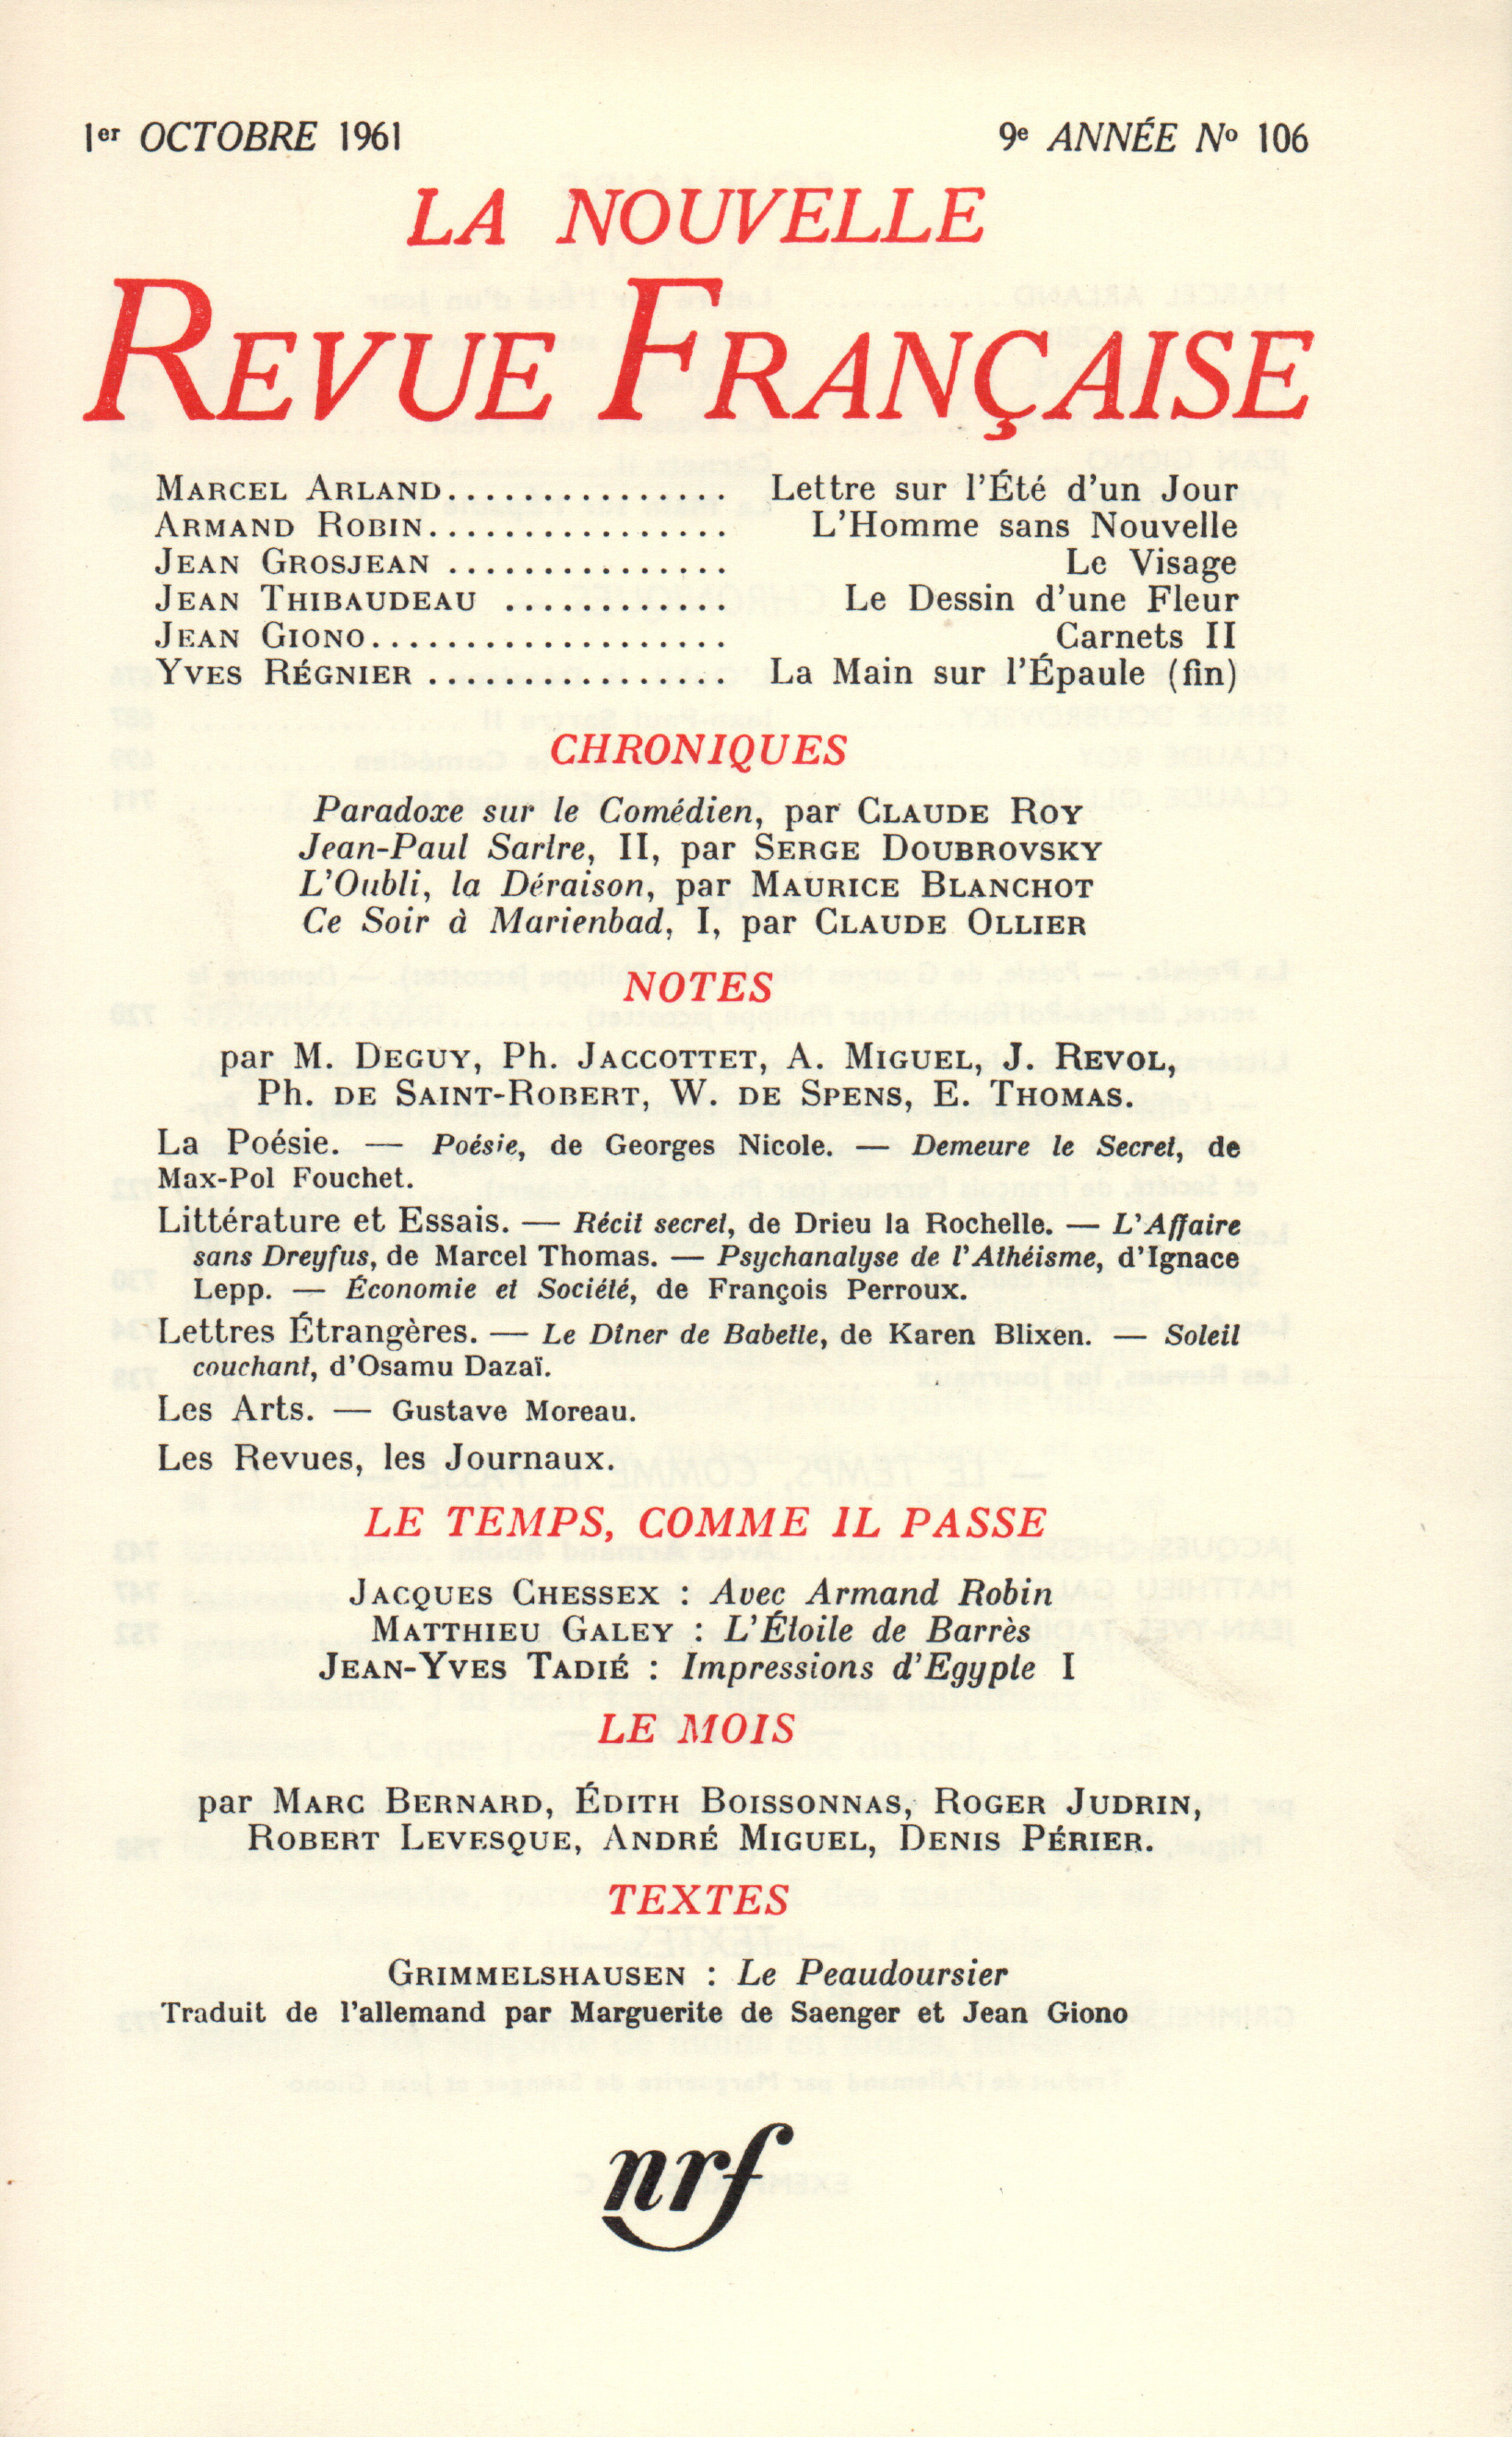 1er OCTOBRE 1961
9e ANNÉE No 106
LA NOUVELLE
REVUE FRANÇAISE
MARCEL ARLAND............... Lettre sur l'Été d'un Jour
ARMAND ROBIN................ L'Homme sans Nouvelle
JEAN GROSJEAN ............... Le Visage
JEAN THIBAUDEAU ............ Le Dessin d'une Fleur
JEAN GIONO................... Carnets II
YVES RÉGNIER ................ La Main sur l'Épaule (fin)
CHRONIQUES
Paradoxe sur le Comédien, par CLAUDE ROY
Jean-Paul Sartre, II, par SERGE DOUBROVSKY
L'Oubli, la Déraison, par MAURICE BLANCHOT
Ce Soir à Marienbad, I, par CLAUDE OLLIER
NOTES
par M. DEGUY, Ph. JACCOTTET, A. MIGUEL, J. REVOL,
Ph. DE SAINT-ROBERT, W. DE SPENS, E. THOMAS.
La Poésie. — Poésie, de Georges Nicole. — Demeure le Secret, de
Max-Pol Fouchet.
Littérature et Essais. — Récit secret, de Drieu la Rochelle. — L'Affaire
sans Dreyfus, de Marcel Thomas. — Psychanalyse de l'Athéisme, d'Ignace
Lepp. — Économie et Société, de François Perroux.
Lettres Étrangères. — Le Dîner de Babette, de Karen Blixen. — Soleil
couchant, d'Osamu Dazaï.
Les Arts. — Gustave Moreau.
Les Revues, les Journaux.
LE TEMPS, COMME IL PASSE
JACQUES CHESSEX : Avec Armand Robin
MATTHIEU GALEY : L'Étoile de Barrès
JEAN-YVES TADIÉ : Impressions d'Egypte I
LE MOIS
par MARC BERNARD, ÉDITH BOISSONNAS, ROGER JUDRIN,
ROBERT LEVESQUE, ANDRÉ MIGUEL, DENIS PÉRIER.
TEXTES
GRIMMELSHAUSEN : Le Peaudoursier
Traduit de l'allemand par Marguerite de Saenger et Jean Giono
nrf